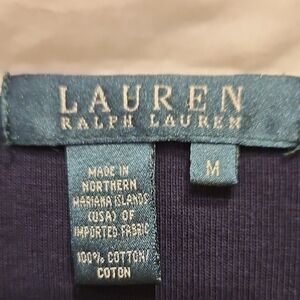 LAUREN
RALPH LAUREN
M
MADE IN
NORTHERN
MARIANA ISLANDS
(USA) OF
IMPORTED FABRIC
100% COTTON/
COTON